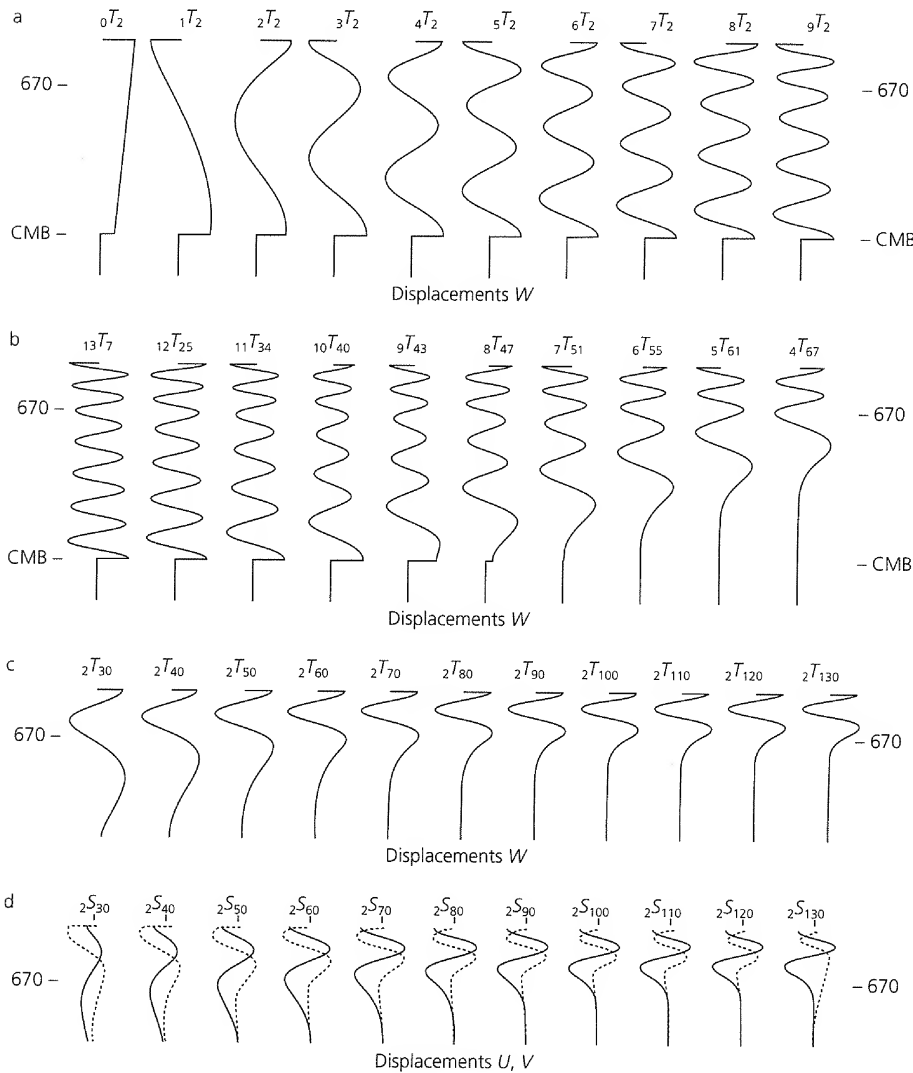 a
₀T₂ ₁T₂ ₂T₂ ₃T₂ ₄T₂ ₅T₂ ₆T₂ ₇T₂ ₈T₂ ₉T₂
670 – – 670
CMB – – CMB
Displacements W
b
₁₃T₇ ₁₂T₂₅ ₁₁T₃₄ ₁₀T₄₀ ₉T₄₃ ₈T₄₇ ₇T₅₁ ₆T₅₅ ₅T₆₁ ₄T₆₇
670 – – 670
CMB – – CMB
Displacements W
c
₂T₃₀ ₂T₄₀ ₂T₅₀ ₂T₆₀ ₂T₇₀ ₂T₈₀ ₂T₉₀ ₂T₁₀₀ ₂T₁₁₀ ₂T₁₂₀ ₂T₁₃₀
670 – – 670
Displacements W
d
₂S₃₀ ₂S₄₀ ₂S₅₀ ₂S₆₀ ₂S₇₀ ₂S₈₀ ₂S₉₀ ₂S₁₀₀ ₂S₁₁₀ ₂S₁₂₀ ₂S₁₃₀
670 – – 670
Displacements U, V